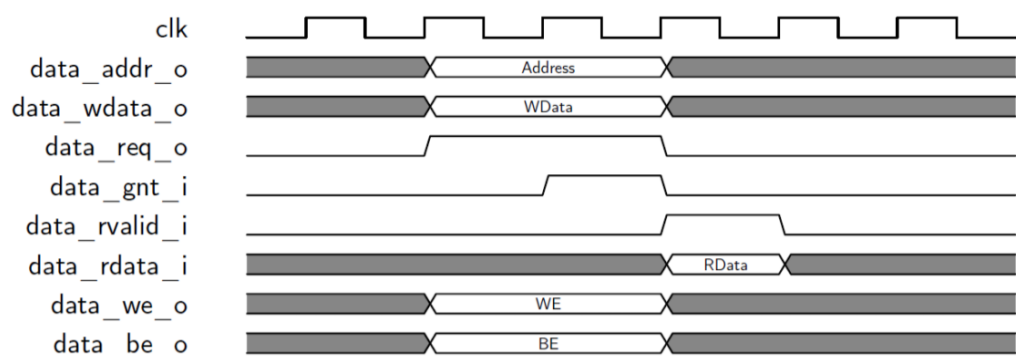 clk
data_addr_o Address
data_wdata_o WData
data_req_o
data_gnt_i
data_rvalid_i
data_rdata_i RData
data_we_o WE
data_be_o BE